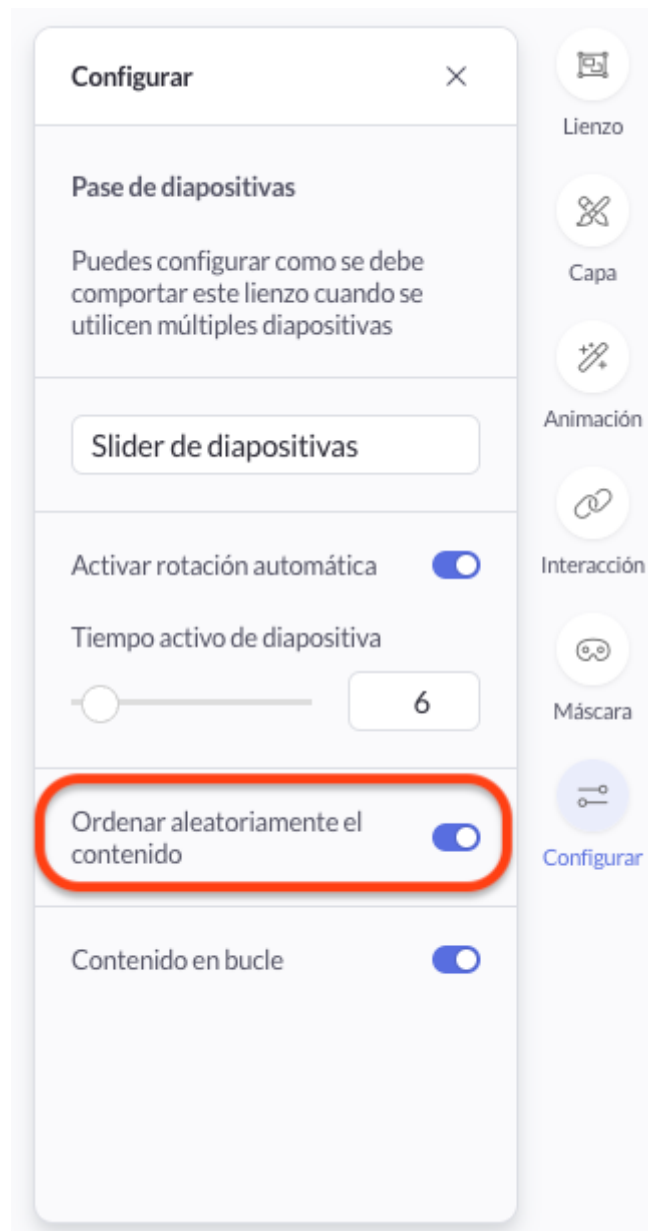 Configurar
Pase de diapositivas
Puedes configurar como se debe
comportar este lienzo cuando se
utilicen múltiples diapositivas
Slider de diapositivas
Activar rotación automática
Tiempo activo de diapositiva
6
Ordenar aleatoriamente el
contenido
Contenido en bucle
Lienzo
Capa
Animación
Interacción
Máscara
Configurar